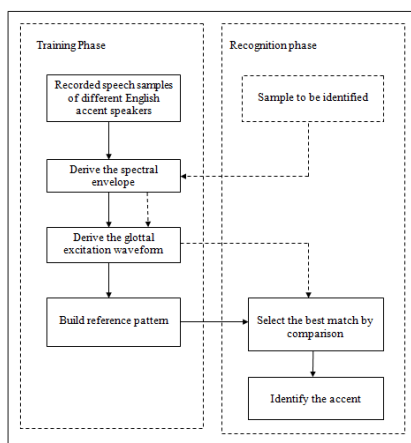 Training Phase
Recorded speech samples
of different English
accent speakers
Derive the spectral
envelope
Derive the glottal
excitation waveform
Build reference pattern
Recognition phase
Sample to be identified
Select the best match by
comparison
Identify the accent